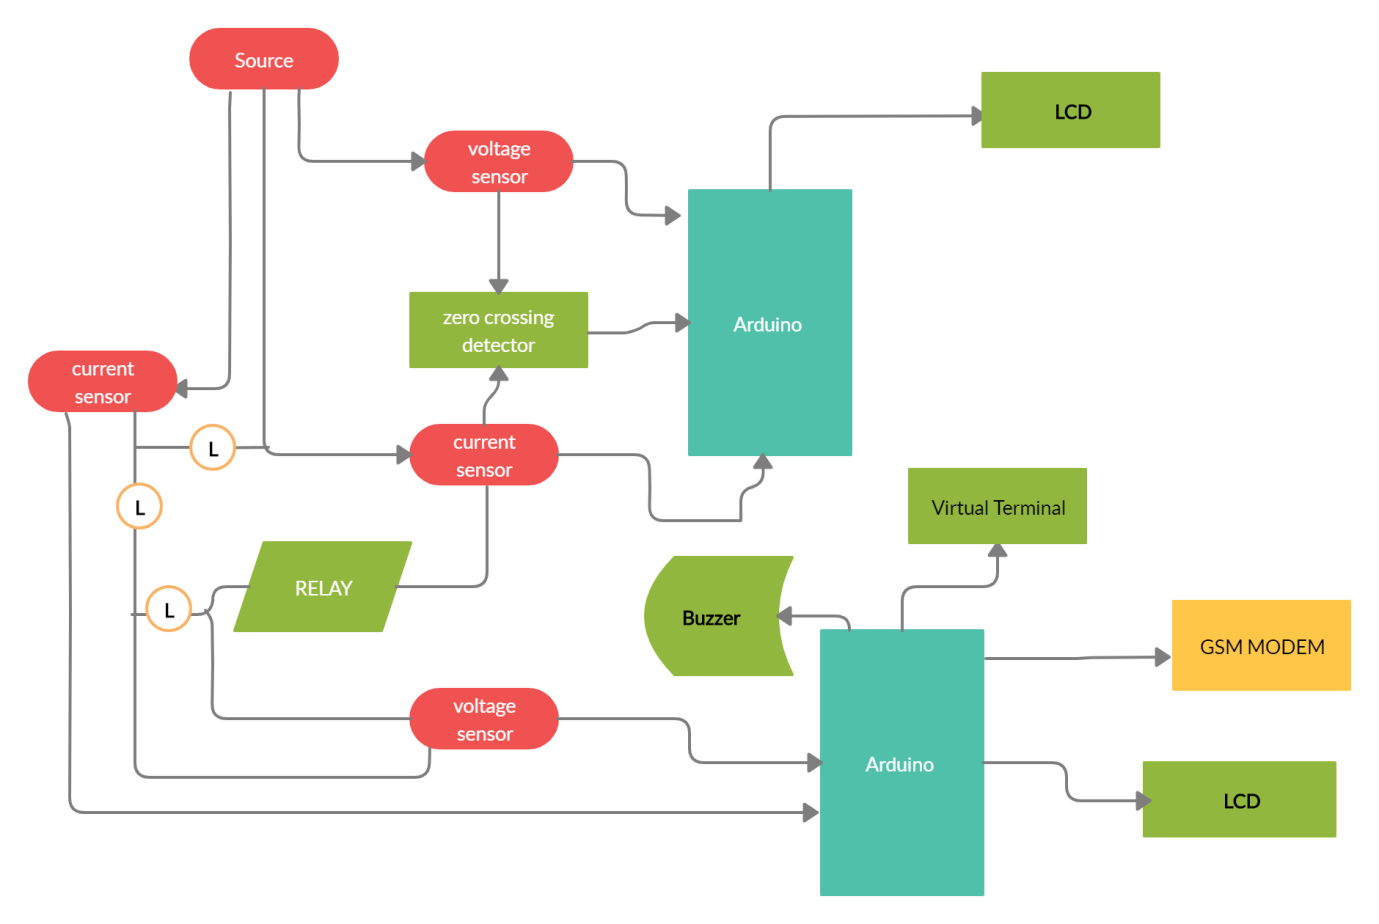 Source
LCD
voltage
sensor
zero crossing
detector
Arduino
current
sensor
L
current
sensor
L
Virtual Terminal
RELAY
L
Buzzer
GSM MODEM
voltage
sensor
Arduino
LCD